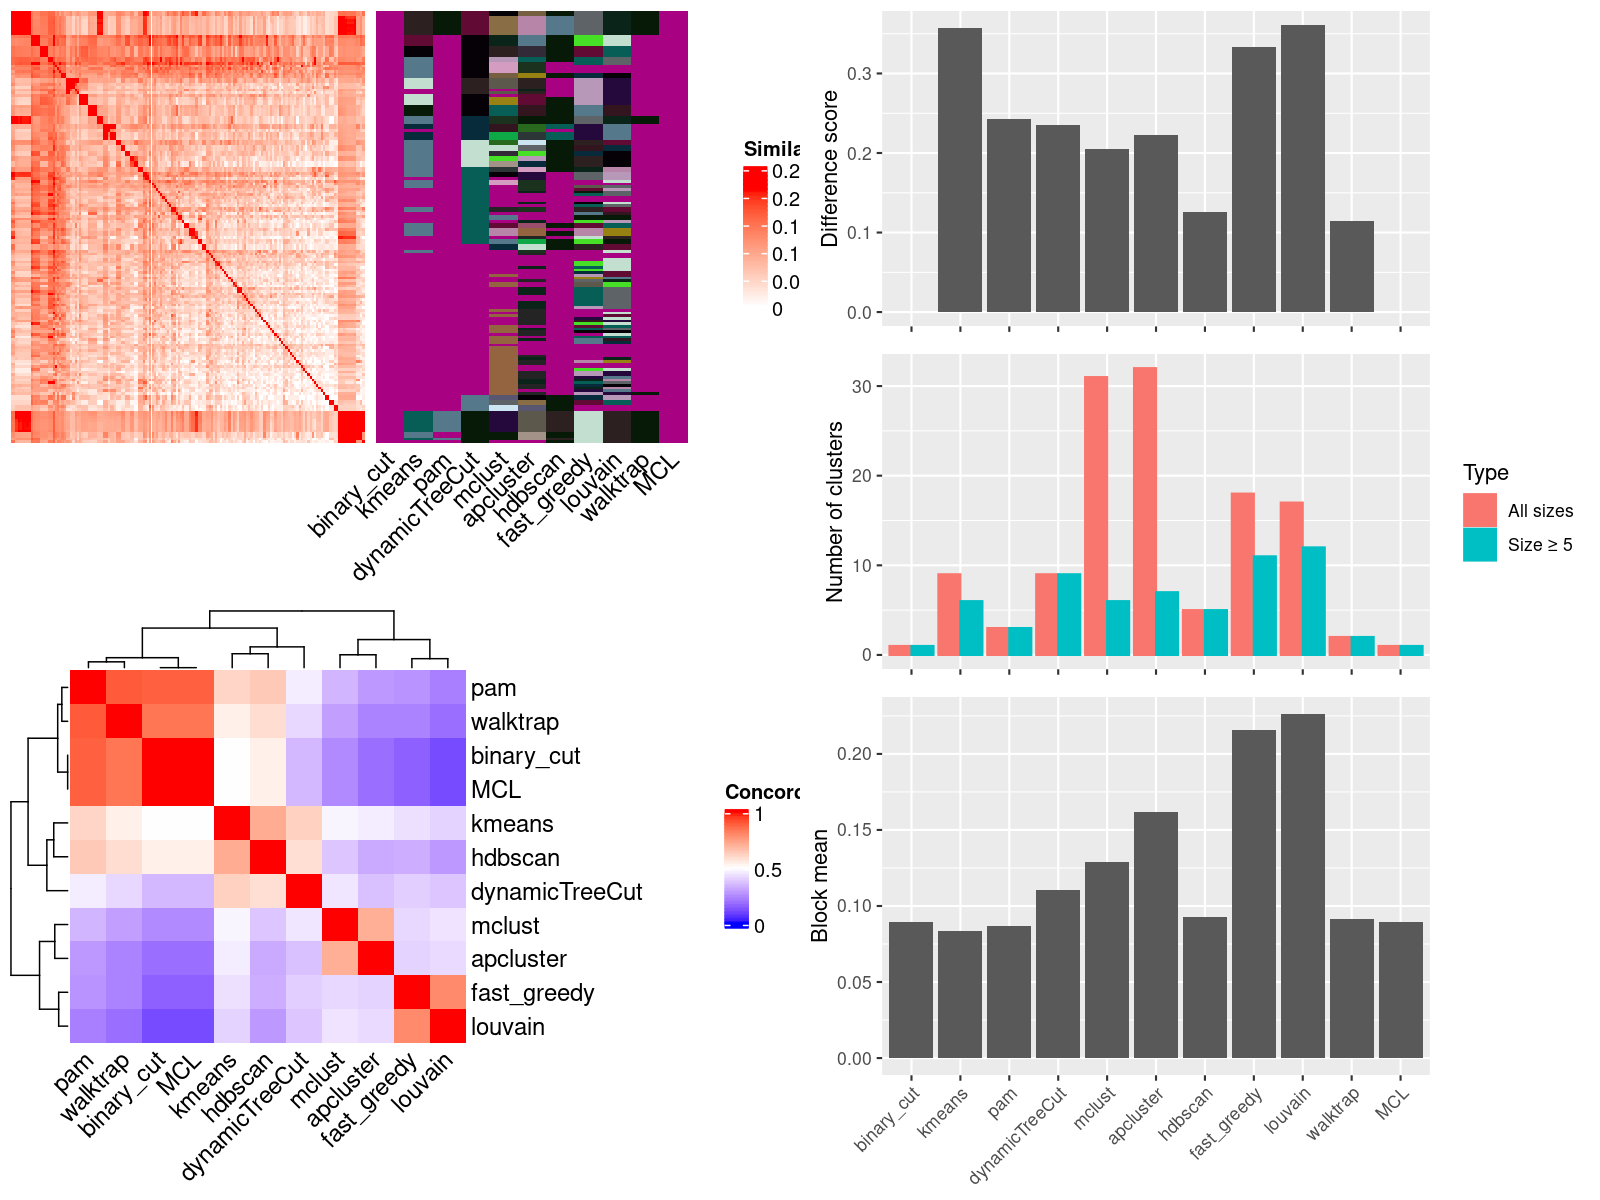 Simila
0.2
0.2
0.1
0.1
0.0
0
binary_cut
kmeans
pam
dynamicTreeCut
mclust
apcluster
hdbscan
fast_greedy
louvain
walktrap
MCL
pam
walktrap
binary_cut
MCL
kmeans
hdbscan
dynamicTreeCut
mclust
apcluster
fast_greedy
louvain
pam
walktrap
binary_cut
MCL
kmeans
hdbscan
dynamicTreeCut
mclust
apcluster
fast_greedy
louvain
Concord
1
0.5
0
Difference score
0.3
0.2
0.1
0.0
Number of clusters
30
20
10
0
Type
All sizes
Size ≥ 5
Block mean
0.20
0.15
0.10
0.05
0.00
binary_cut
kmeans
pam
dynamicTreeCut
mclust
apcluster
hdbscan
fast_greedy
louvain
walktrap
MCL